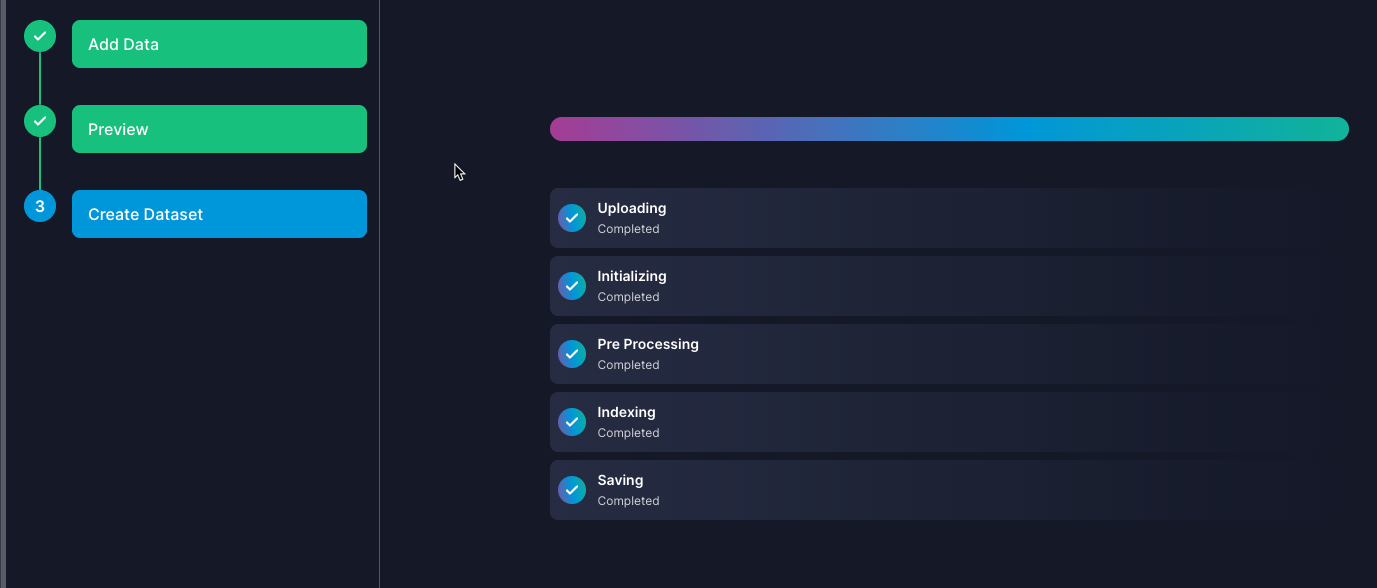 Add Data
Preview
3
Create Dataset
Uploading
Completed
Initializing
Completed
Pre Processing
Completed
Indexing
Completed
Saving
Completed